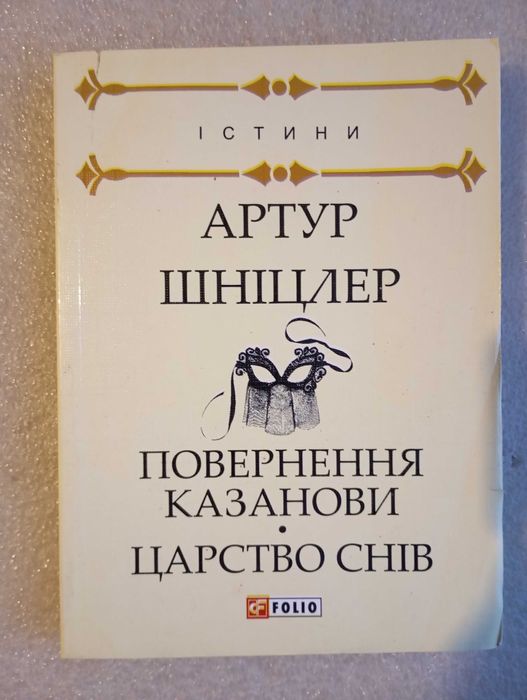 ІСТИНИ
АРТУР
ШНІЦЛЕР
ПОВЕРНЕННЯ
КАЗАНОВИ
•
ЦАРСТВО СНІВ
FOLIO